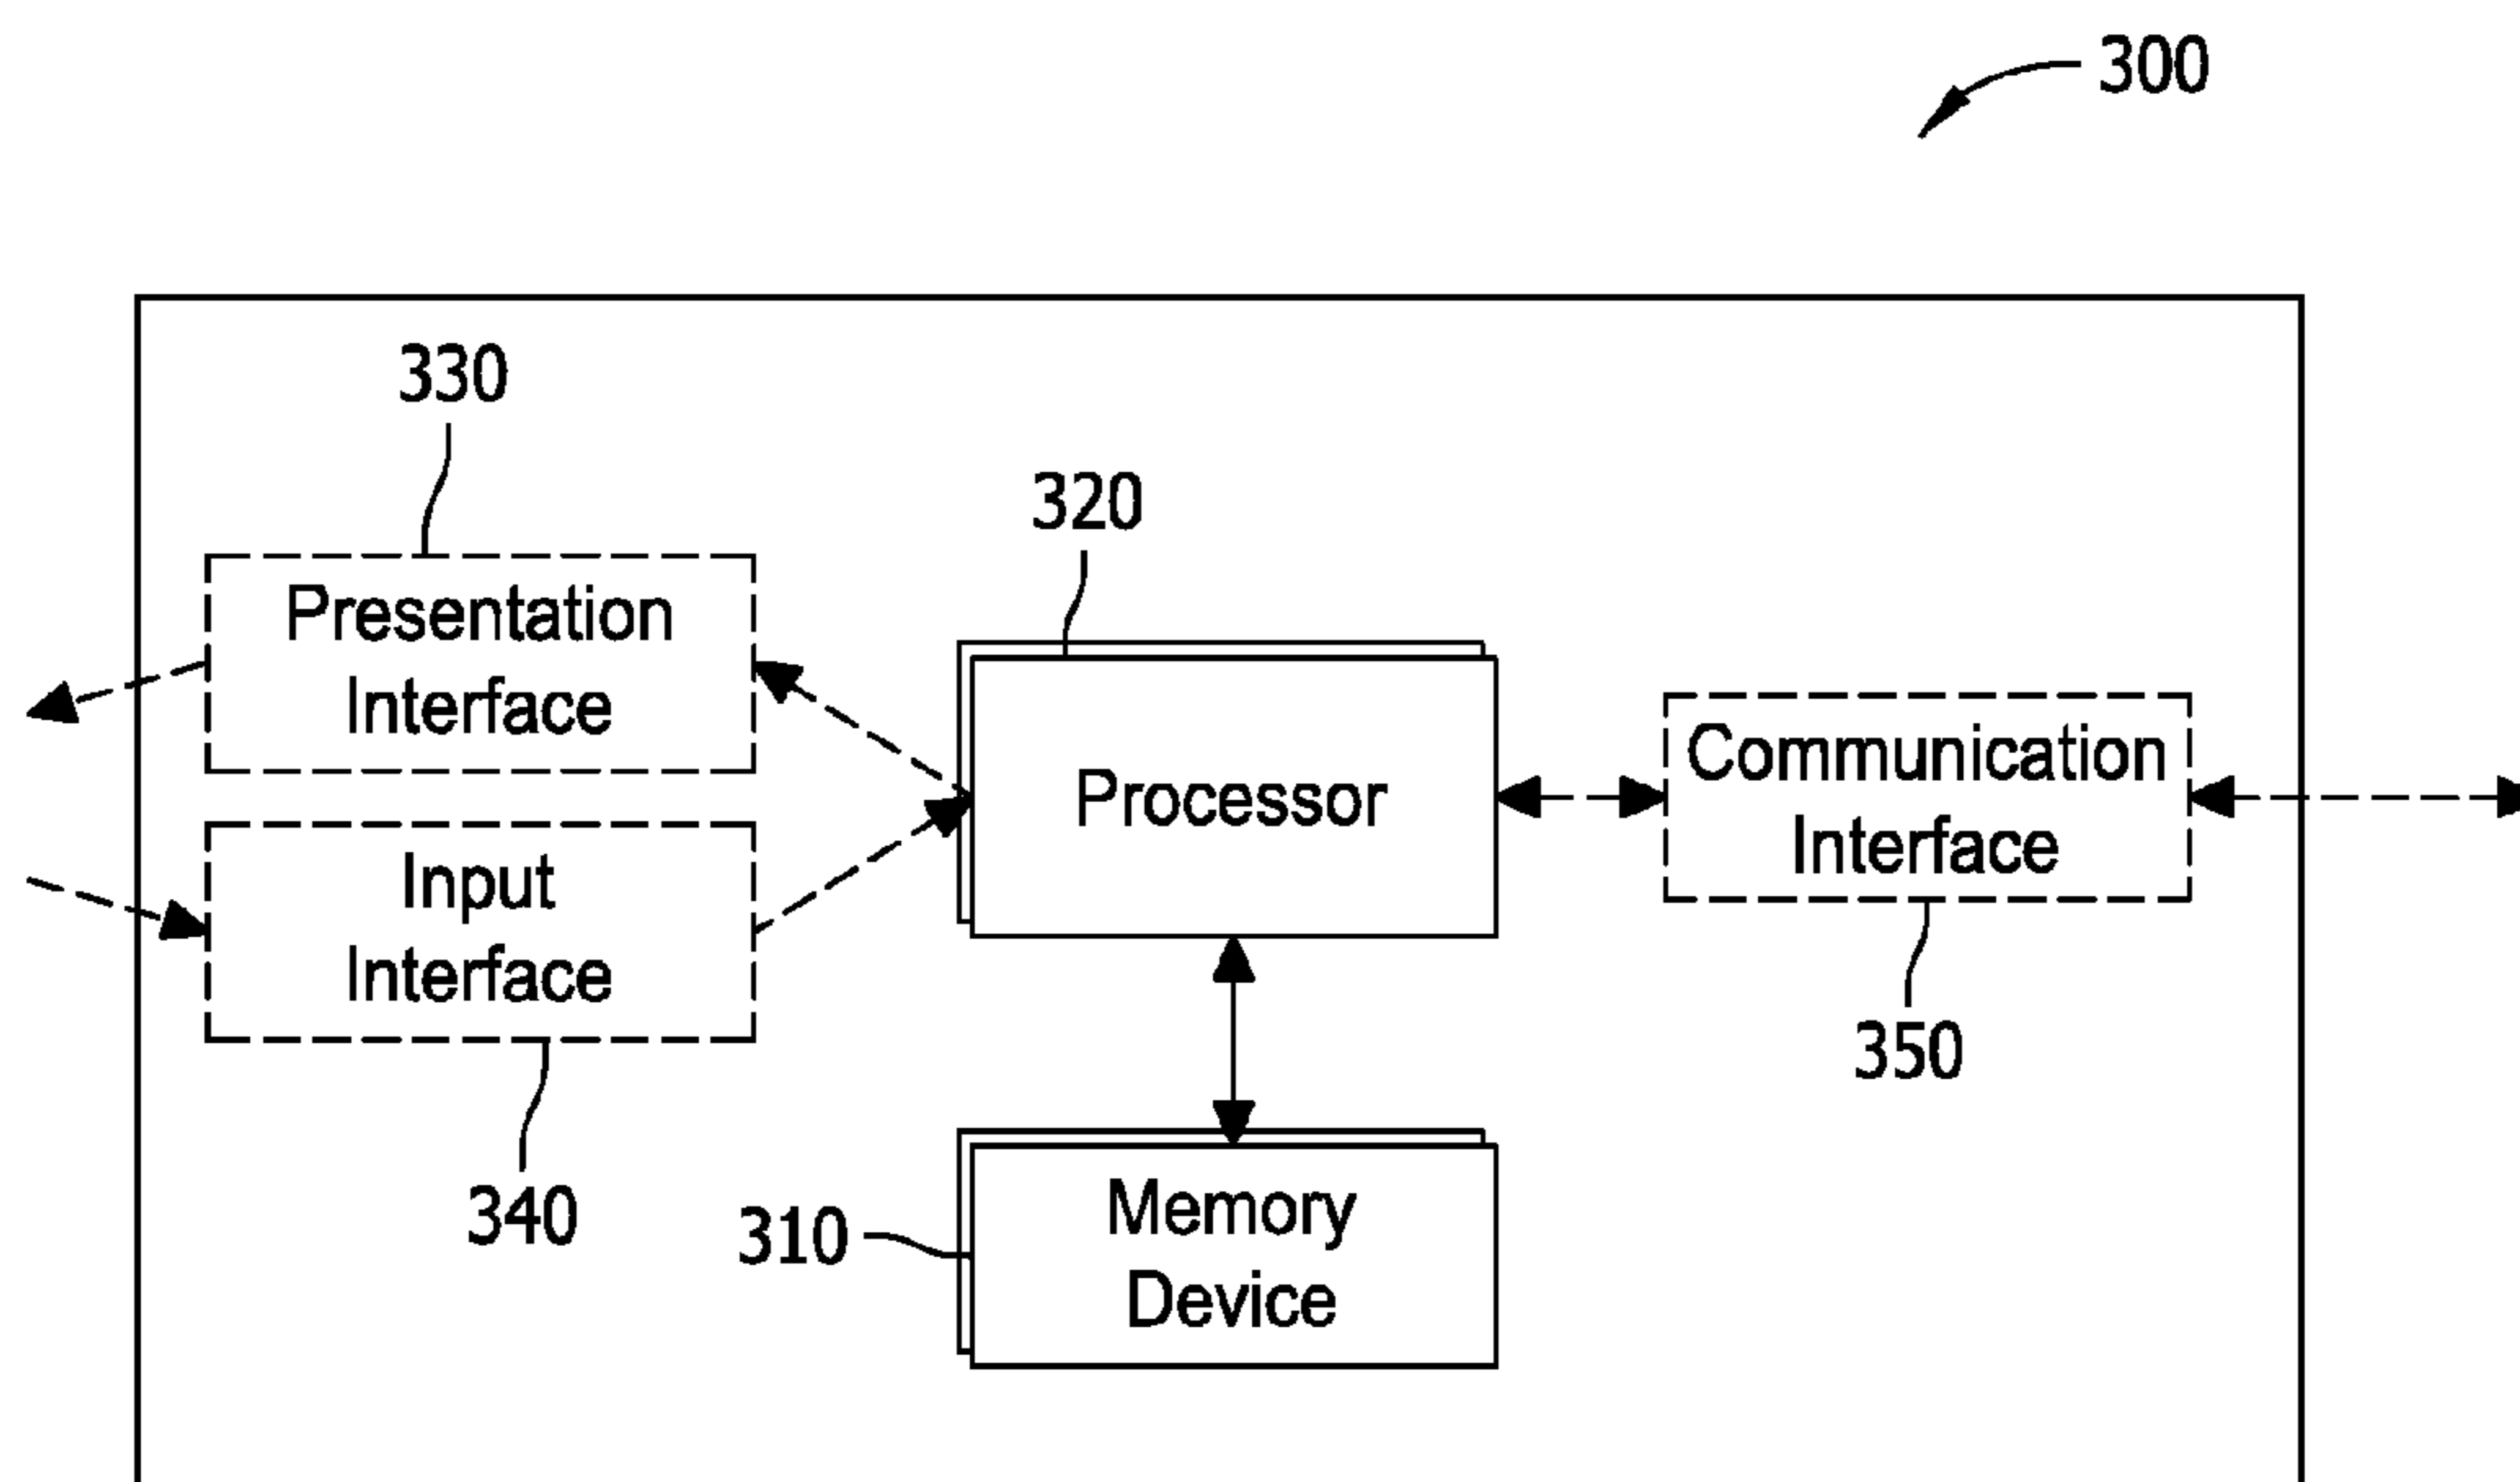 300
330
320
Presentation
Interface
Processor
Communication
Interface
Input
Interface
350
340
310
Memory
Device